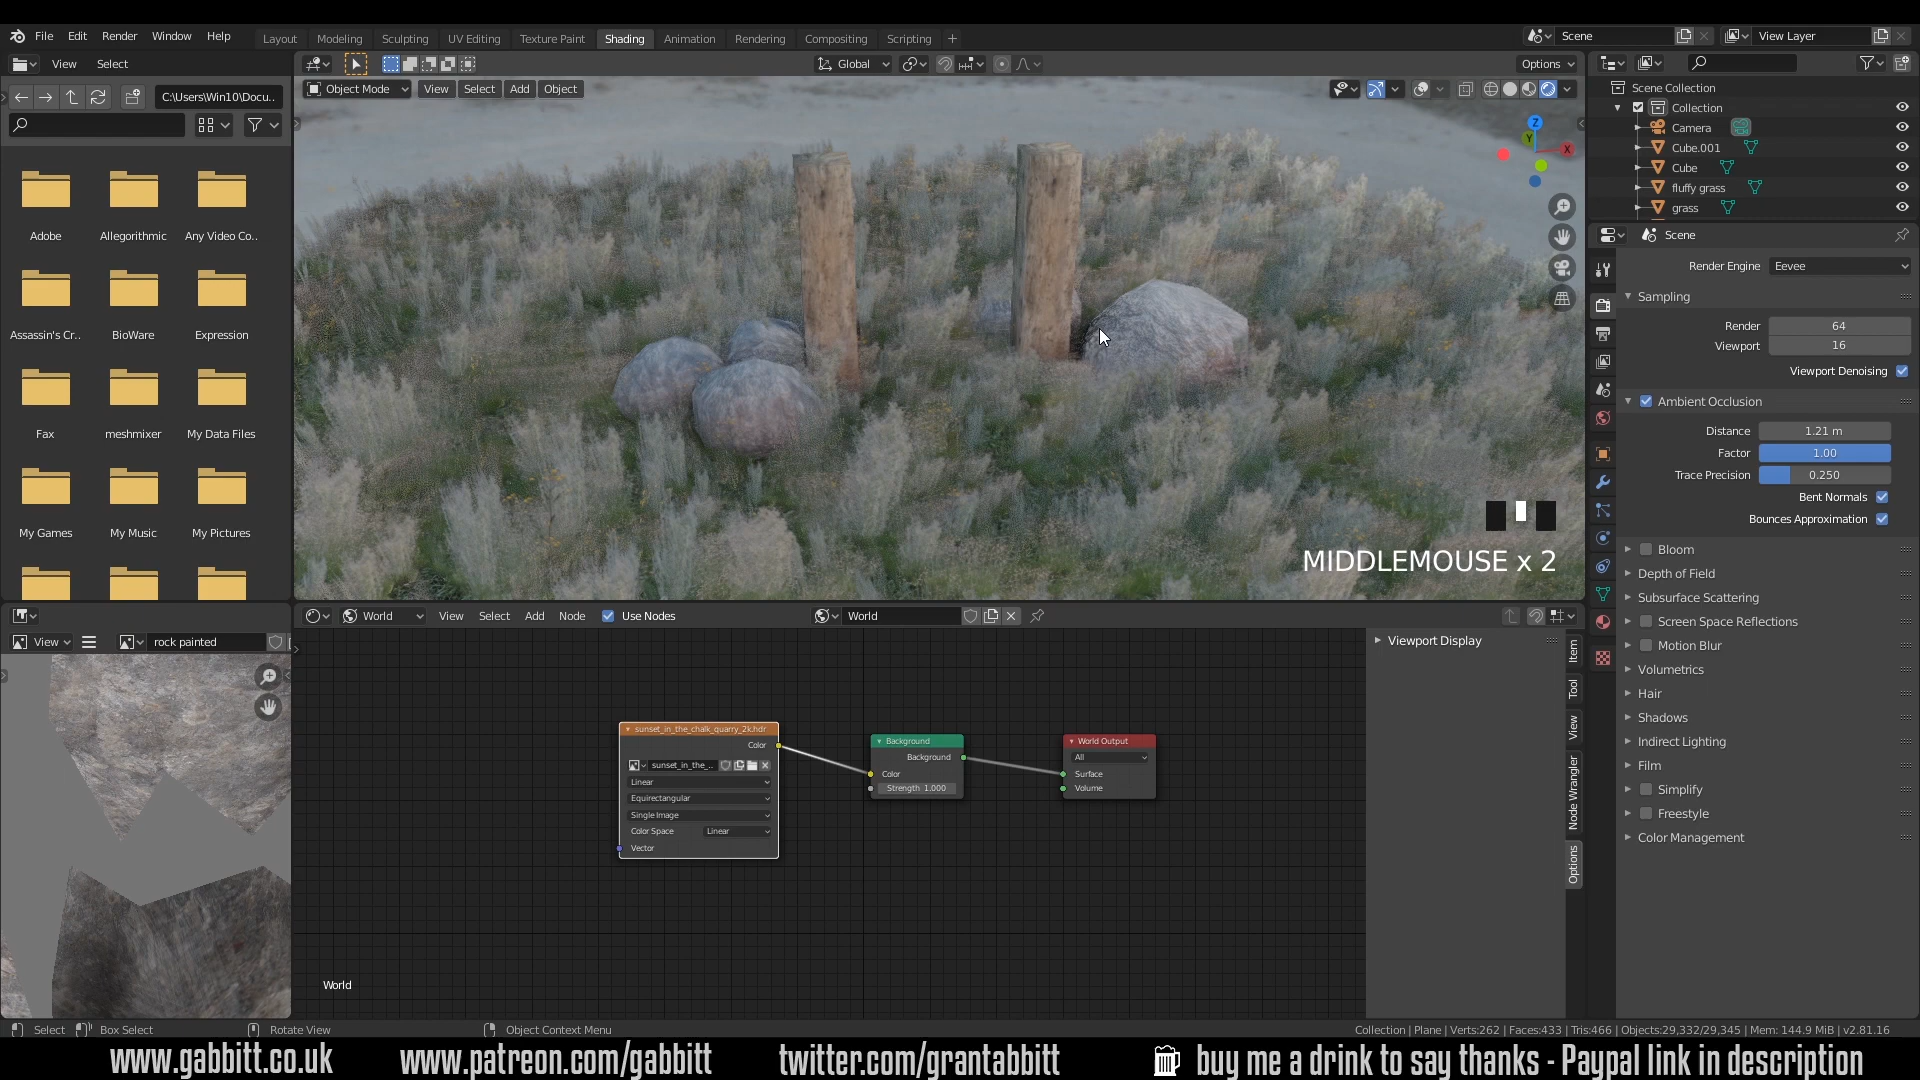 File Edit Render Window Help
Layout Modeling Sculpting UV Editing Texture Paint Shading Animation Rendering Compositing Scripting +
Scene
View Layer
View Select
Global
Options
C:\Users\Win10\Docu..
Object Mode View Select Add Object
Adobe Allegorithmic Any Video Co..
Assassin's Cr.. BioWare Expression
Fax meshmixer My Data Files
My Games My Music My Pictures
Z
Y
X
MIDDLEMOUSE x 2
Scene Collection
Collection
Camera
Cube.001
Cube
fluffy grass
grass
Scene
Render Engine Eevee
Sampling
Render 64
Viewport 16
Viewport Denoising
Ambient Occlusion
Distance 1.21 m
Factor 1.00
Trace Precision 0.250
Bent Normals
Bounces Approximation
Bloom
Depth of Field
Subsurface Scattering
Screen Space Reflections
Motion Blur
Volumetrics
Hair
Shadows
Indirect Lighting
Film
Simplify
Freestyle
Color Management
View
rock painted
World View Select Add Node Use Nodes World
Viewport Display
Item
Tool
View
Node Wrangler
Options
sunset_in_the_chalk_quarry_2k.hdr
Color
sunset_in_the_..
Linear
Equirectangular
Single Image
Color Space Linear
Vector
Background
Background
Color
Strength 1.000
World Output
All
Surface
Volume
World
Select Box Select Rotate View Object Context Menu
Collection | Plane | Verts:262 | Faces:433 | Tris:466 | Objects:29,332/29,345 | Mem: 144.9 MiB | v2.81.16
www.gabbitt.co.uk www.patreon.com/gabbitt twitter.com/grantabbitt buy me a drink to say thanks - Paypal link in description